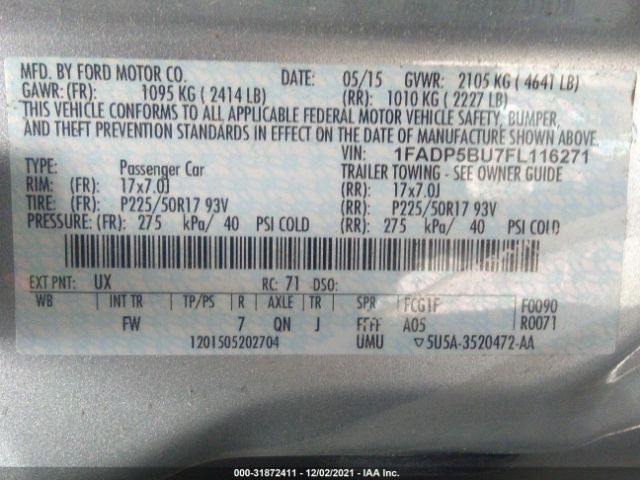 MFD. BY FORD MOTOR CO. DATE: 05/15 GVWR: 2105 KG ( 4641 LB)
GAWR: (FR): 1095 KG ( 2414 LB) (RR): 1010 KG ( 2227 LB)
THIS VEHICLE CONFORMS TO ALL APPLICABLE FEDERAL MOTOR VEHICLE SAFETY, BUMPER,
AND THEFT PREVENTION STANDARDS IN EFFECT ON THE DATE OF MANUFACTURE SHOWN ABOVE.
VIN: 1FADP5BU7FL116271
TYPE: Passenger Car TRAILER TOWING - SEE OWNER GUIDE
RIM: (FR): 17x7.0J (RR): 17x7.0J
TIRE: (FR): P225/50R17 93V (RR): P225/50R17 93V
PRESSURE: (FR): 275 kPa/ 40 PSI COLD (RR): 275 kPa/ 40 PSI COLD
EXT PNT: UX RC: 71 DSO:
WB INT TR TP/PS R AXLE TR SPR FCG1F F0090
FW 7 QN J FFFF A05 R0071
1201505202704 UMU ▽5U5A-3520472-AA
000-31872411 - 12/02/2021 - IAA Inc.